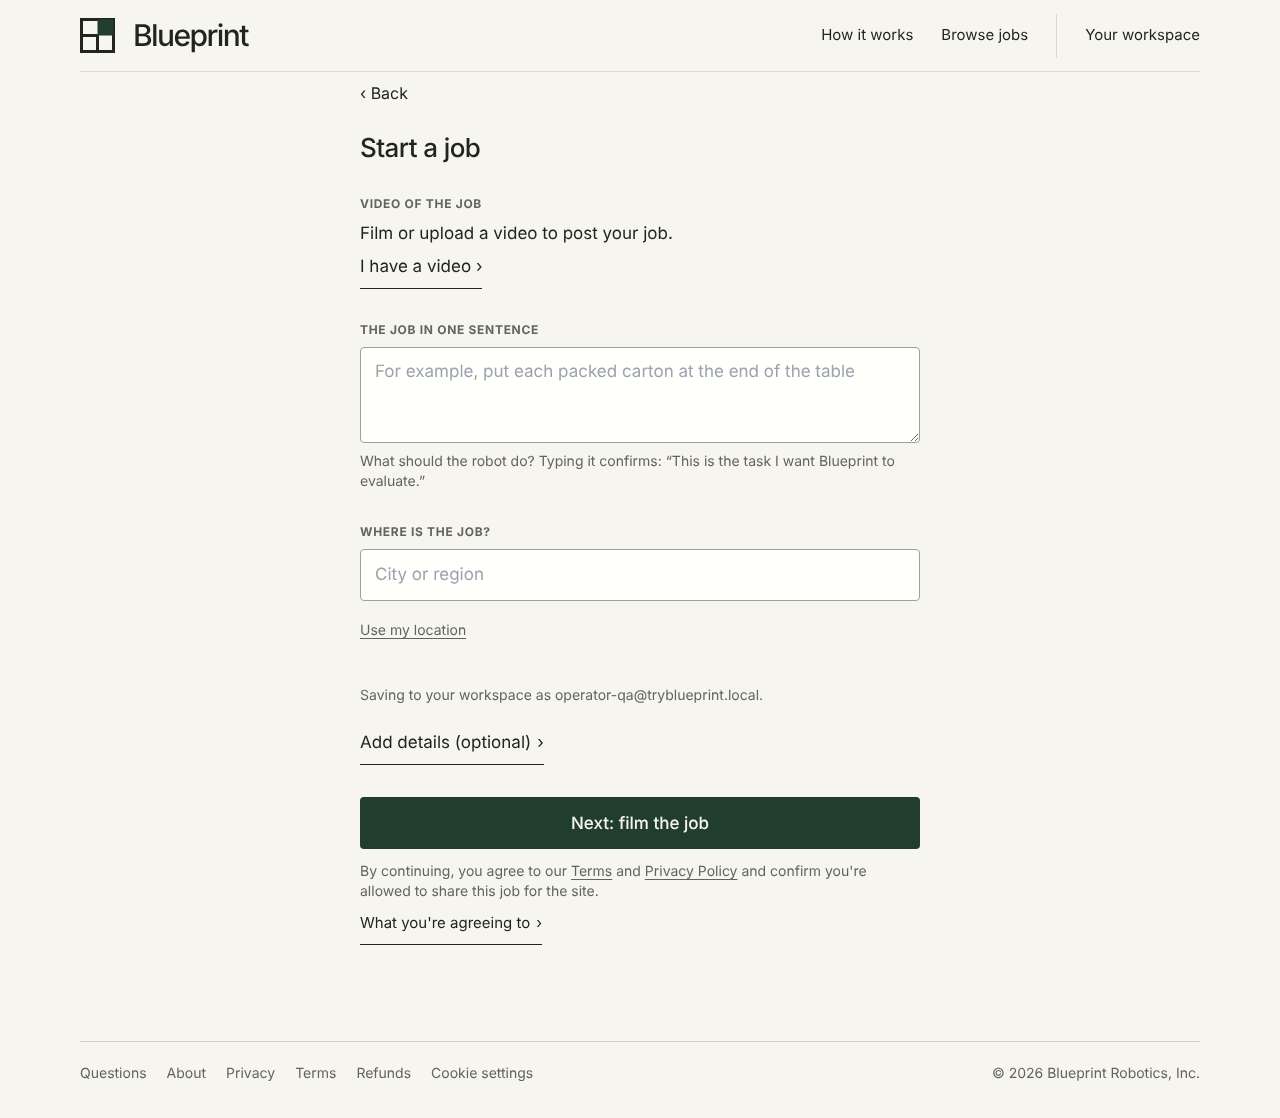 Blueprint
How it works
Browse jobs
Your workspace
‹ Back
Start a job
VIDEO OF THE JOB
Film or upload a video to post your job.
I have a video ›
THE JOB IN ONE SENTENCE
For example, put each packed carton at the end of the table
What should the robot do? Typing it confirms: “This is the task I want Blueprint to
evaluate.”
WHERE IS THE JOB?
City or region
Use my location
Saving to your workspace as operator-qa@tryblueprint.local.
Add details (optional) ›
Next: film the job
By continuing, you agree to our Terms and Privacy Policy and confirm you're
allowed to share this job for the site.
What you're agreeing to ›
Questions
About
Privacy
Terms
Refunds
Cookie settings
© 2026 Blueprint Robotics, Inc.